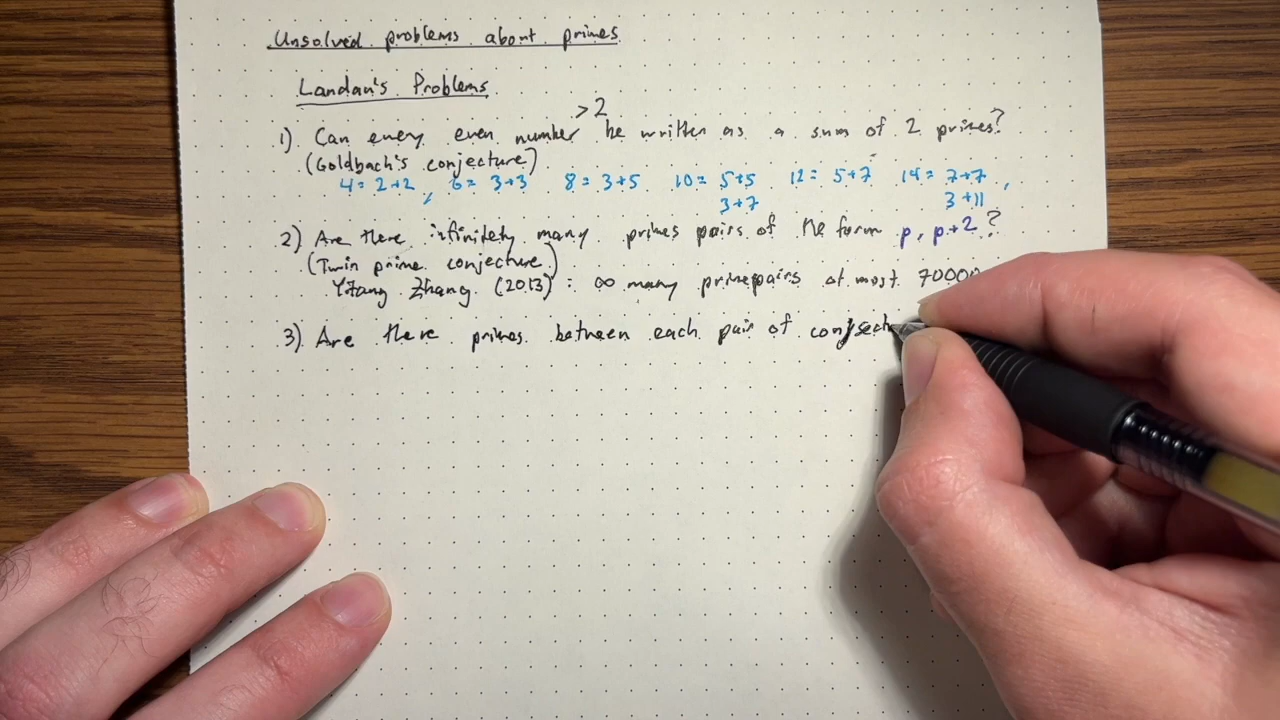 Unsolved problems about primes
Landau's Problems
>2
1) Can every even number be written as a sum of 2 primes?
(Goldbach's conjecture)
4 = 2+2, 6 = 3+3 8 = 3+5 10 = 5+5 12 = 5+7 14 = 7+7,
3+7 3+11
2) Are there infinitely many primes pairs of the form p, p+2?
(Twin prime conjecture)
Yitang Zhang (2013): ∞ many prime pairs at most 70000
3) Are there primes between each pair of consecu